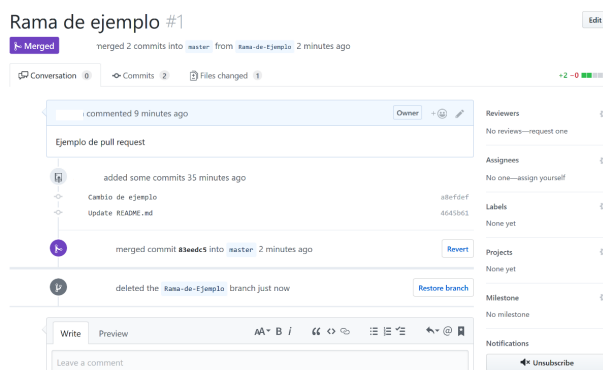 Rama de ejemplo #1
Edit
Merged
merged 2 commits into master from Rama-de-Ejemplo 2 minutes ago
Conversation 0
Commits 2
Files changed 1
+2 −0
commented 9 minutes ago
Owner
Ejemplo de pull request
added some commits 35 minutes ago
Cambio de ejemplo
a8efdef
Update README.md
4645b61
merged commit 83eedc5 into master 2 minutes ago
Revert
deleted the Rama-de-Ejemplo branch just now
Restore branch
Write
Preview
AA B i
Leave a comment
Reviewers
No reviews—request one
Assignees
No one—assign yourself
Labels
None yet
Projects
None yet
Milestone
No milestone
Notifications
Unsubscribe